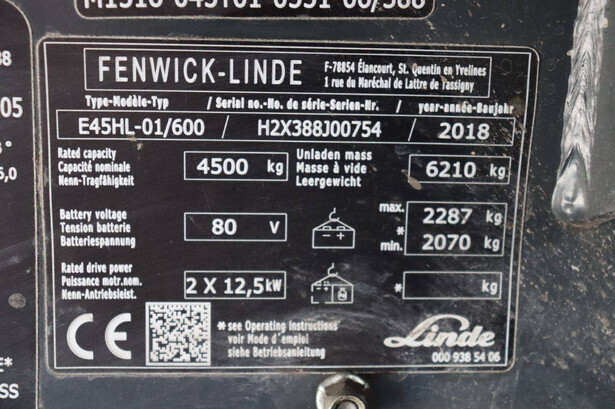 FENWICK-LINDE
F-78854 Élancourt, St. Quentin en Yvelines
1 rue du Maréchal de Lattre de Tassigny
Type-Modèle-Typ / Serial no.-No. de série-Serien-Nr. / year-année-Baujahr
E45HL-01/600 / H2X388J00754 / 2018
Rated capacity
Capacité nominale
Nenn-Tragfähigkeit
4500 kg
Unladen mass
Masse à vide
Leergewicht
6210 kg
Battery voltage
Tension batterie
Batteriespannung
80 V
max. 2287 kg
*
min. 2070 kg
Rated drive power
Puissance motr.nom.
Nenn-Antriebsleist.
2 X 12,5kW
* kg
CE
*see Operating instructions
voir Mode d'emploi
siehe Betriebsanleitung
Linde
000 938 54 06